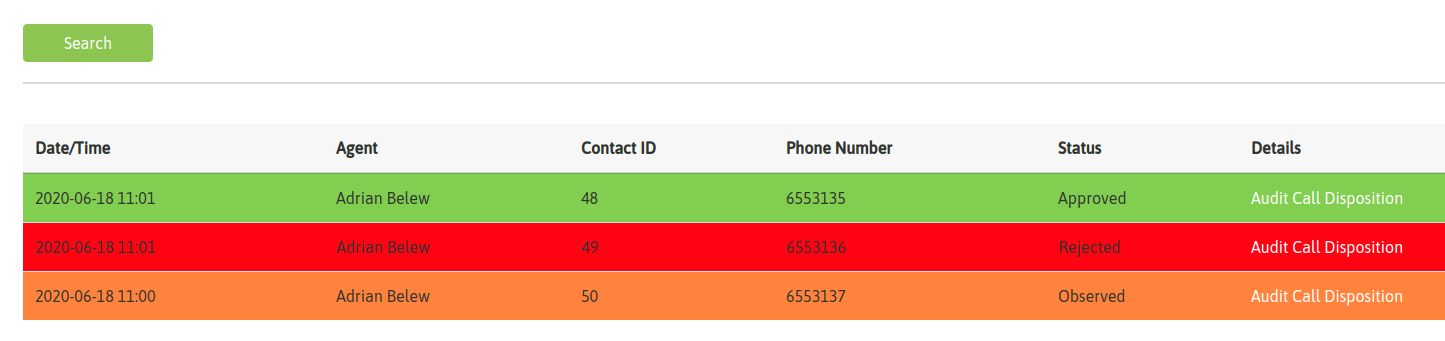 Search
Date/Time Agent Contact ID Phone Number Status Details
2020-06-18 11:01 Adrian Belew 48 6553135 Approved Audit Call Disposition
2020-06-18 11:01 Adrian Belew 49 6553136 Rejected Audit Call Disposition
2020-06-18 11:00 Adrian Belew 50 6553137 Observed Audit Call Disposition